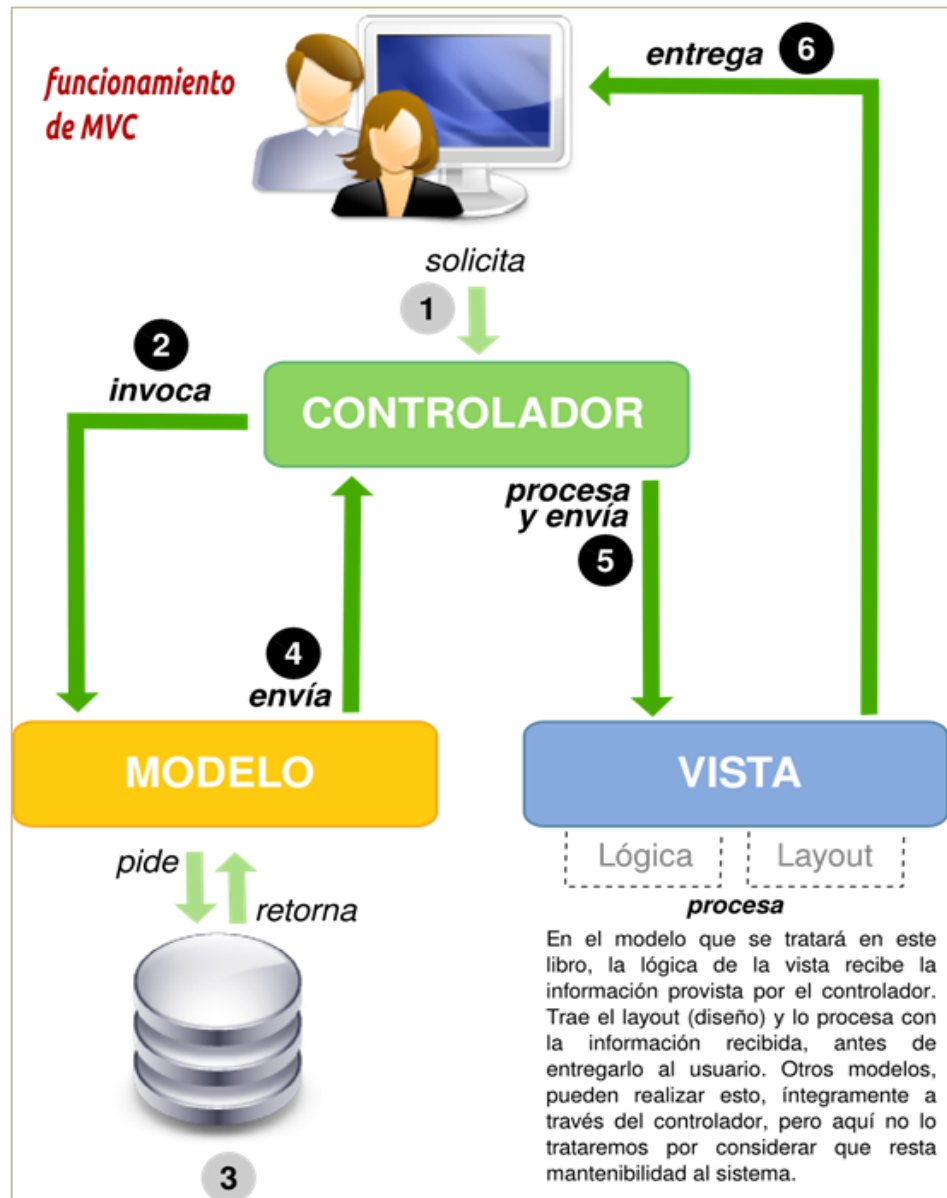 funcionamiento
de MVC
entrega 6
solicita
1
2
invoca
CONTROLADOR
procesa
y envía
5
4
envía
MODELO
VISTA
pide
retorna
Lógica
Layout
procesa
En el modelo que se tratará en este
libro, la lógica de la vista recibe la
información provista por el controlador.
Trae el layout (diseño) y lo procesa con
la información recibida, antes de
entregarlo al usuario. Otros modelos,
pueden realizar esto, íntegramente a
través del controlador, pero aquí no lo
trataremos por considerar que resta
mantenibilidad al sistema.
3